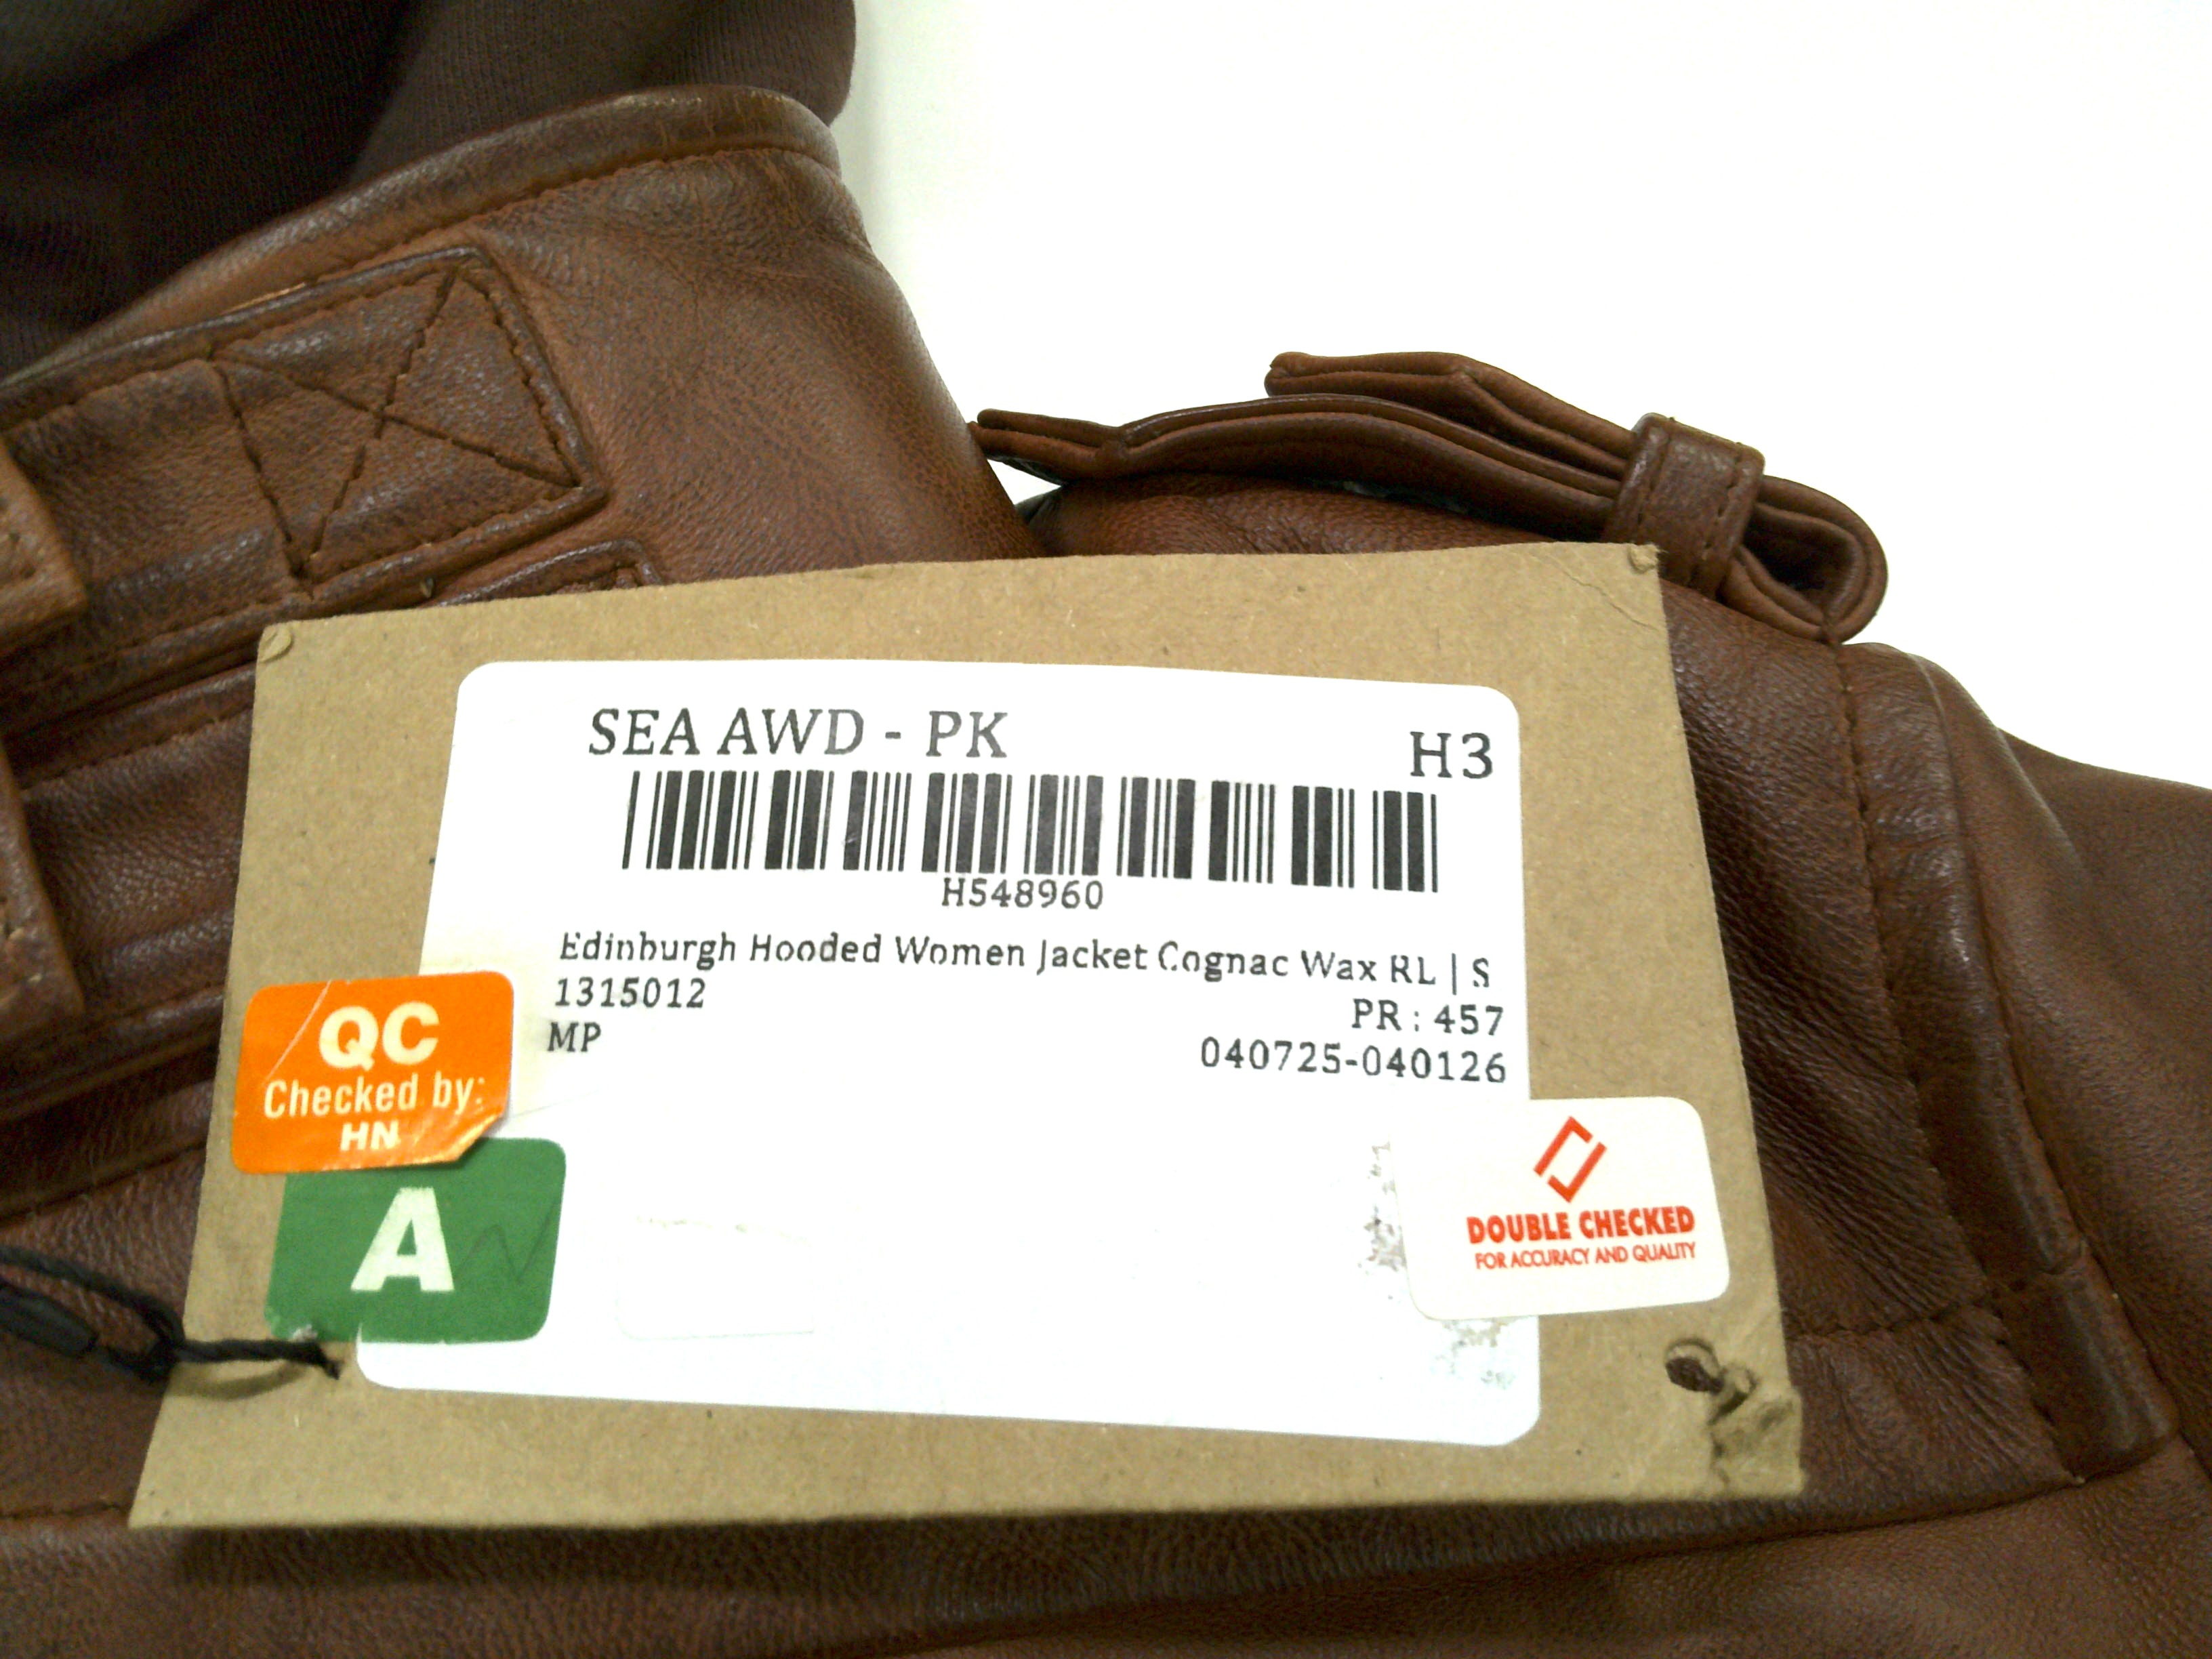 SEA AWD - PK
H3
H548960
Edinburgh Hooded Women Jacket Cognac Wax RL | S
1315012
PR : 457
MP
040725-040126
QC
Checked by:
HN
A
DOUBLE CHECKED
FOR ACCURACY AND QUALITY